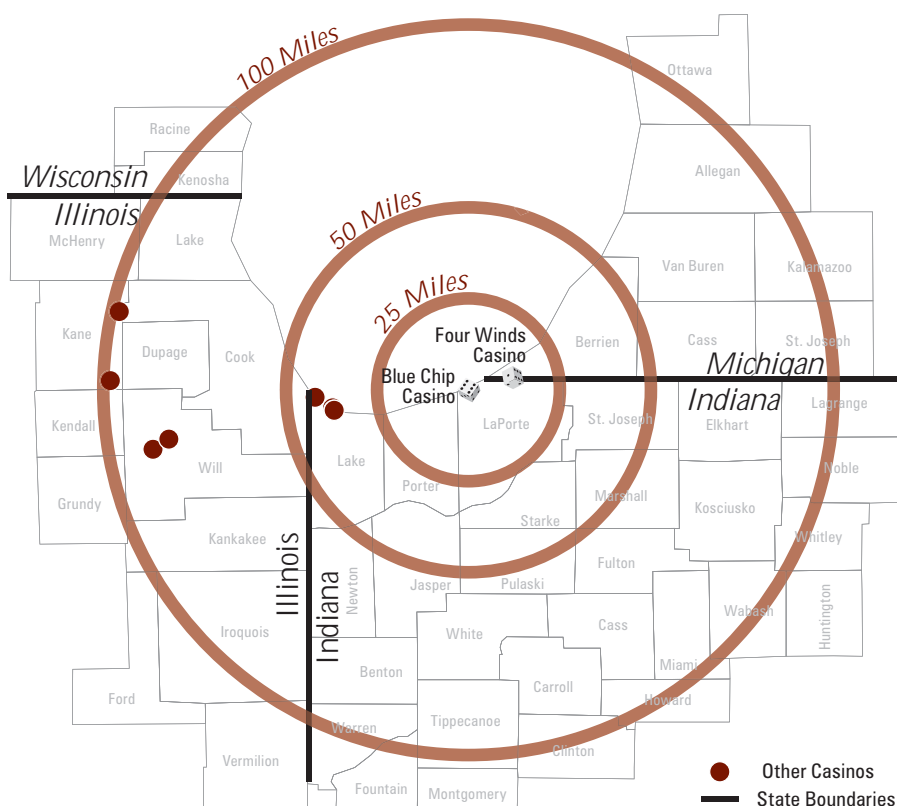 100 Miles
Ottawa
Racine
Allegan
Wisconsin
Kenosha
Illinois
50 Miles
McHenry
Lake
Van Buren
Kalamazoo
25 Miles
Kane
Dupage
Cook
Four Winds
Casino
Berrien
Cass
St. Joseph
Blue Chip
Casino
Michigan
Indiana
Kendall
LaPorte
St. Joseph
Elkhart
Lagrange
Will
Lake
Porter
Noble
Grundy
Starke
Marshall
Kosciusko
Kankakee
Whitley
Illinois
Indiana
Newton
Jasper
Pulaski
Fulton
Iroquois
White
Cass
Wabash
Huntington
Benton
Miami
Ford
Carroll
Howard
Warren
Tippecanoe
Clinton
Vermilion
Fountain
Montgomery
Other Casinos
State Boundaries